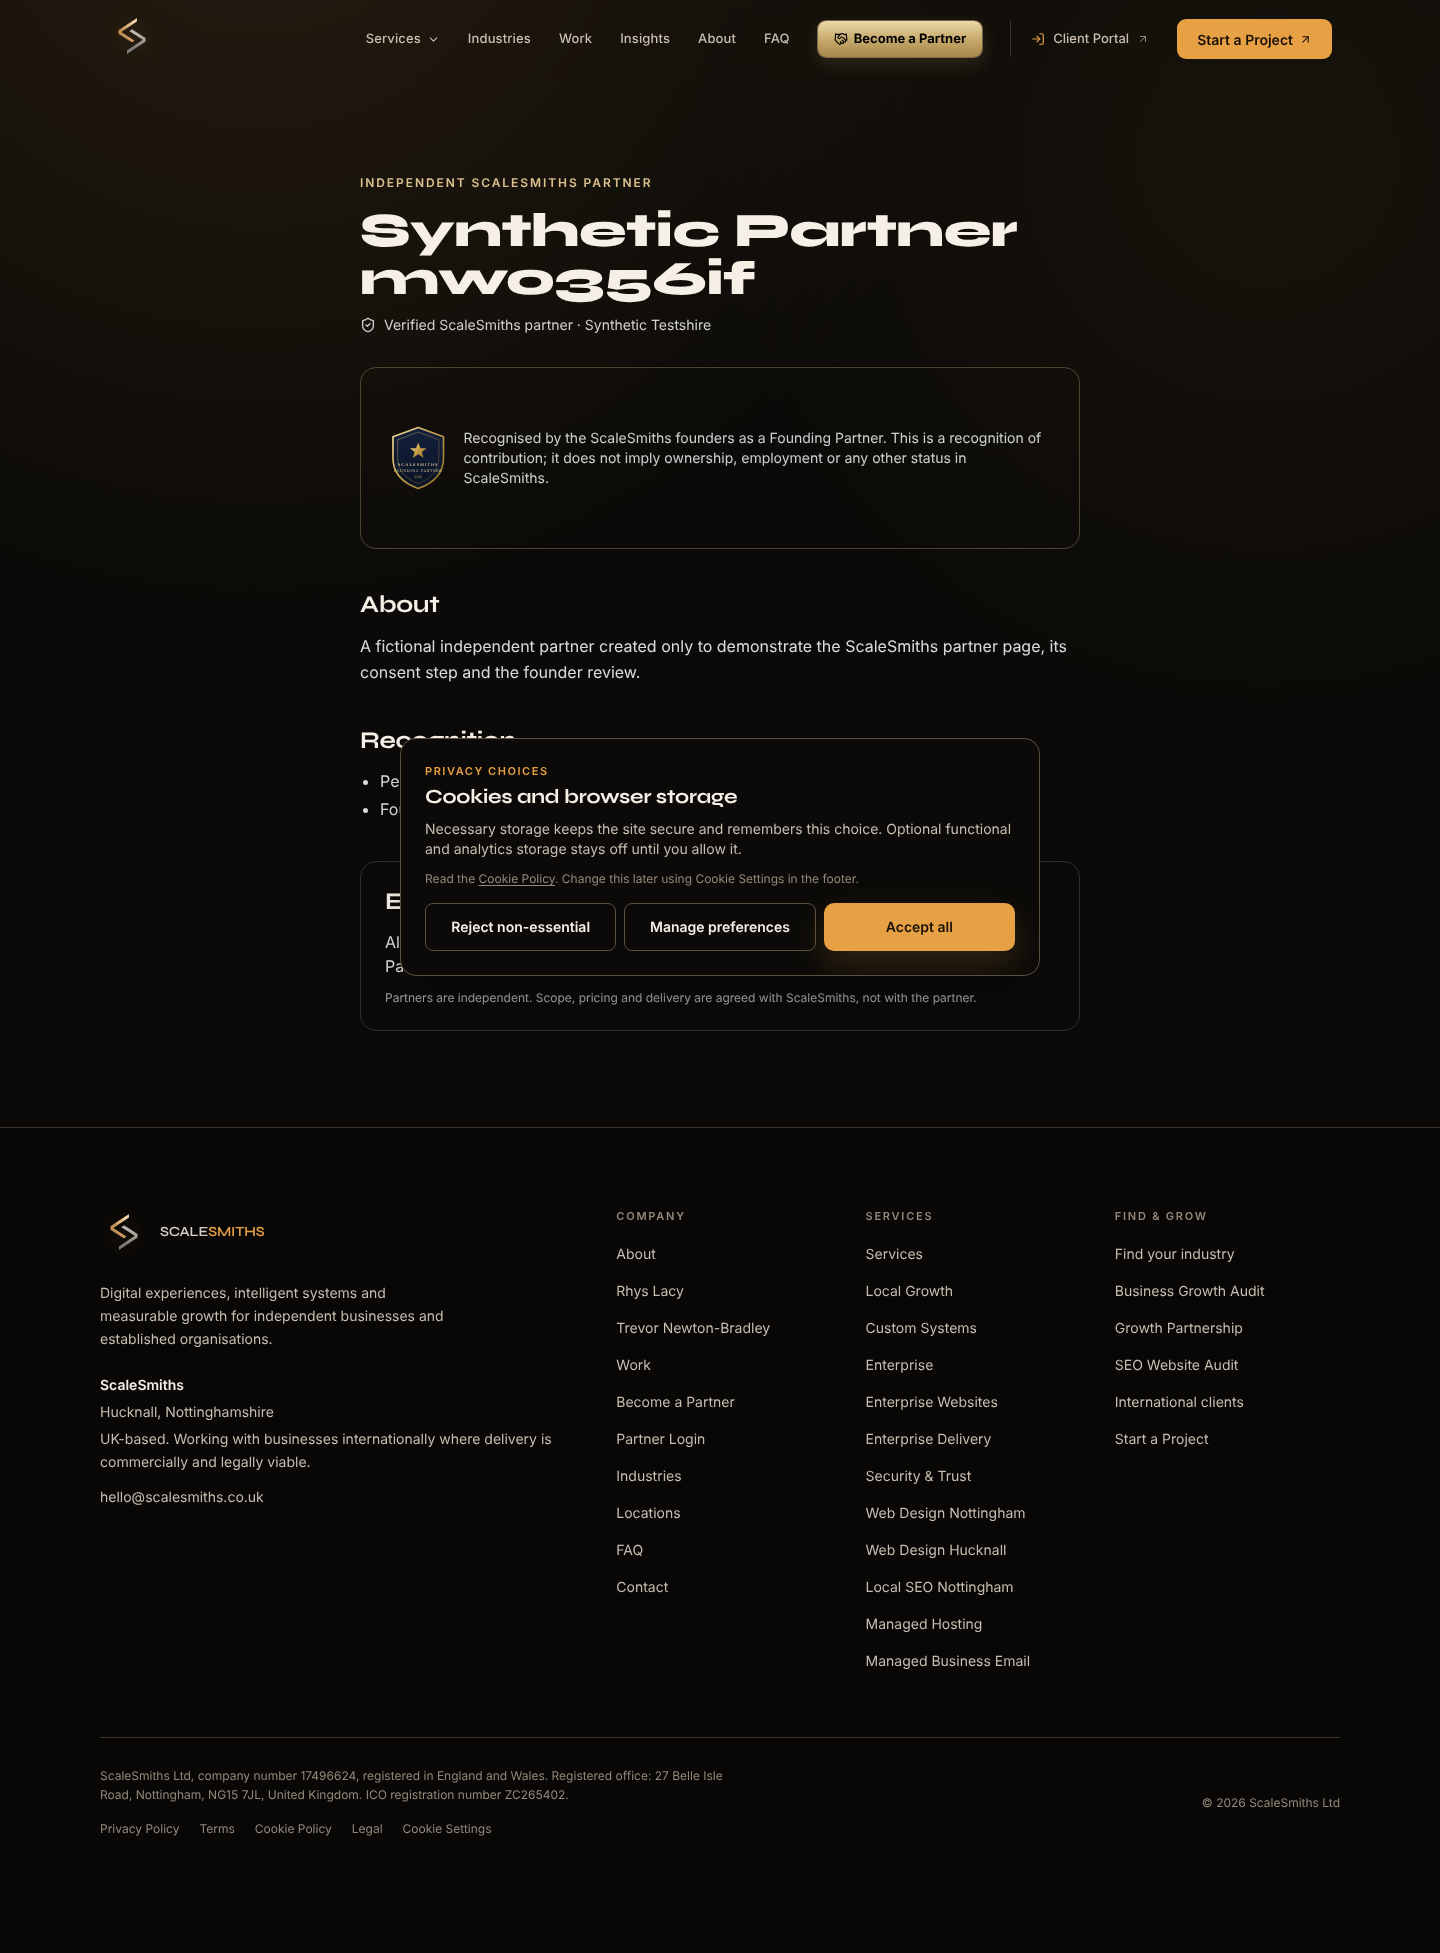 Services
Industries
Work
Insights
About
FAQ
Become a Partner
Client Portal
Start a Project
INDEPENDENT SCALESMITHS PARTNER
Synthetic Partner
mwo356if
Verified ScaleSmiths partner · Synthetic Testshire
SCALESMITHS
Recognised by the ScaleSmiths founders as a Founding Partner. This is a recognition of
contribution; it does not imply ownership, employment or any other status in
ScaleSmiths.
About
A fictional independent partner created only to demonstrate the ScaleSmiths partner page, its
consent step and the founder review.
Recognition
PRIVACY CHOICES
Cookies and browser storage
Necessary storage keeps the site secure and remembers this choice. Optional functional
and analytics storage stays off until you allow it.
Read the Cookie Policy. Change this later using Cookie Settings in the footer.
Reject non-essential
Manage preferences
Accept all
Partners are independent. Scope, pricing and delivery are agreed with ScaleSmiths, not with the partner.
SCALESMITHS
Digital experiences, intelligent systems and
measurable growth for independent businesses and
established organisations.
ScaleSmiths
Hucknall, Nottinghamshire
UK-based. Working with businesses internationally where delivery is
commercially and legally viable.
hello@scalesmiths.co.uk
COMPANY
About
Rhys Lacy
Trevor Newton-Bradley
Work
Become a Partner
Partner Login
Industries
Locations
FAQ
Contact
SERVICES
Services
Local Growth
Custom Systems
Enterprise
Enterprise Websites
Enterprise Delivery
Security & Trust
Web Design Nottingham
Web Design Hucknall
Local SEO Nottingham
Managed Hosting
Managed Business Email
FIND & GROW
Find your industry
Business Growth Audit
Growth Partnership
SEO Website Audit
International clients
Start a Project
ScaleSmiths Ltd, company number 17496624, registered in England and Wales. Registered office: 27 Belle Isle
Road, Nottingham, NG15 7JL, United Kingdom. ICO registration number ZC265402.
Privacy Policy
Terms
Cookie Policy
Legal
Cookie Settings
© 2026 ScaleSmiths Ltd